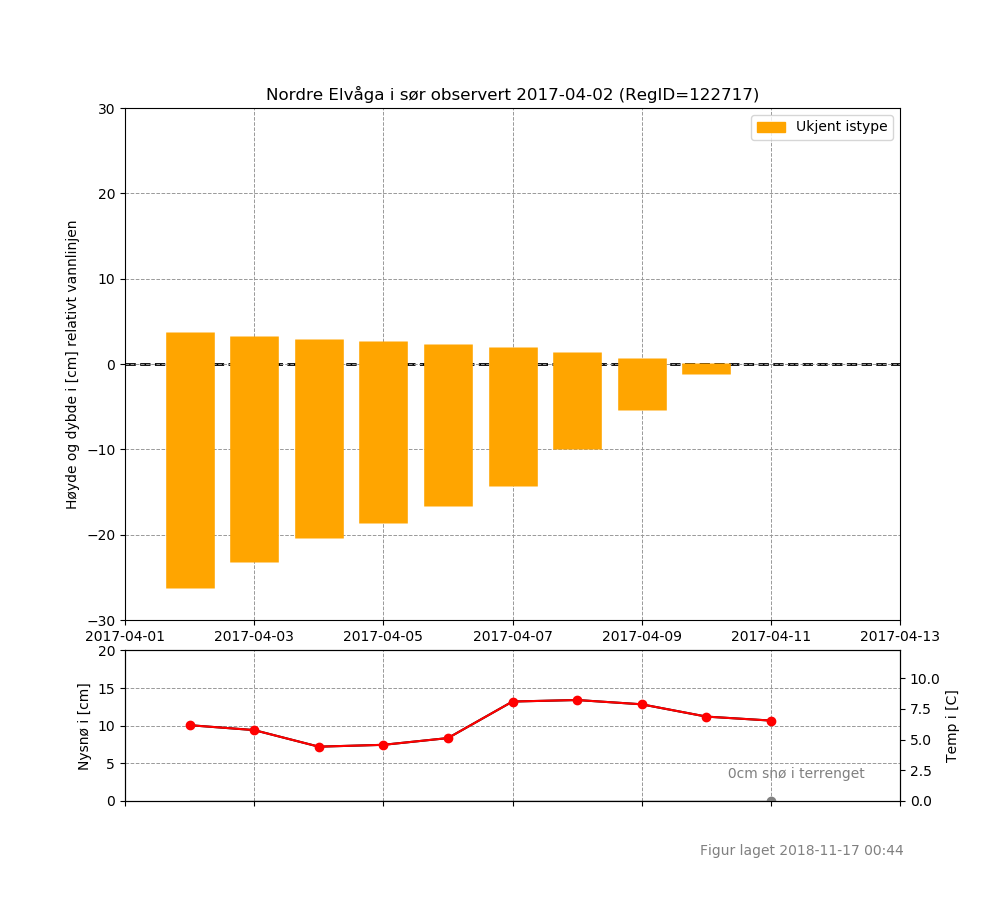 Nordre Elvåga i sør observert 2017-04-02 (RegID=122717)
Ukjent istype
Høyde og dybde i [cm] relativt vannlinjen
30
20
10
0
−10
−20
−30
2017-04-01 2017-04-03 2017-04-05 2017-04-07 2017-04-09 2017-04-11 2017-04-13
Nysnø i [cm]
20
15
10
5
0
10.0
7.5
5.0
2.5
0.0
Temp i [C]
0cm snø i terrenget
Figur laget 2018-11-17 00:44